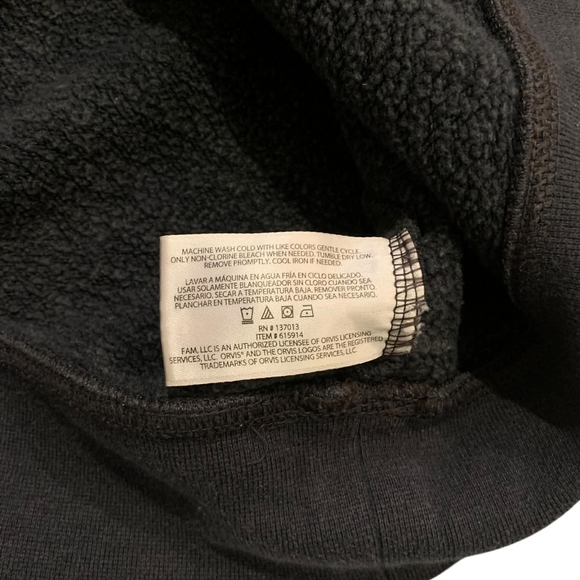 MACHINE WASH COLD WITH LIKE COLORS GENTLE CYCLE.
ONLY NON-CLORINE BLEACH WHEN NEEDED. TUMBLE DRY LOW.
REMOVE PROMPTLY. COOL IRON IF NEEDED.
LAVAR A MÁQUINA EN AGUA FRÍA EN CICLO DELICADO.
USAR SOLAMENTE BLANQUEADOR SIN CLORO CUANDO SEA
NECESARIO. SECAR A TEMPERATURA BAJA. REMOVER PRONTO.
PLANCHAR EN TEMPERATURA BAJA CUANDO SEA NECESARIO.
RN # 137013
ITEM # 615914
FAM, LLC IS AN AUTHORIZED LICENSEE OF ORVIS LICENSING
SERVICES, LLC. ORVIS® AND THE ORVIS LOGOS ARE THE REGISTERED
TRADEMARKS OF ORVIS LICENSING SERVICES, LLC.